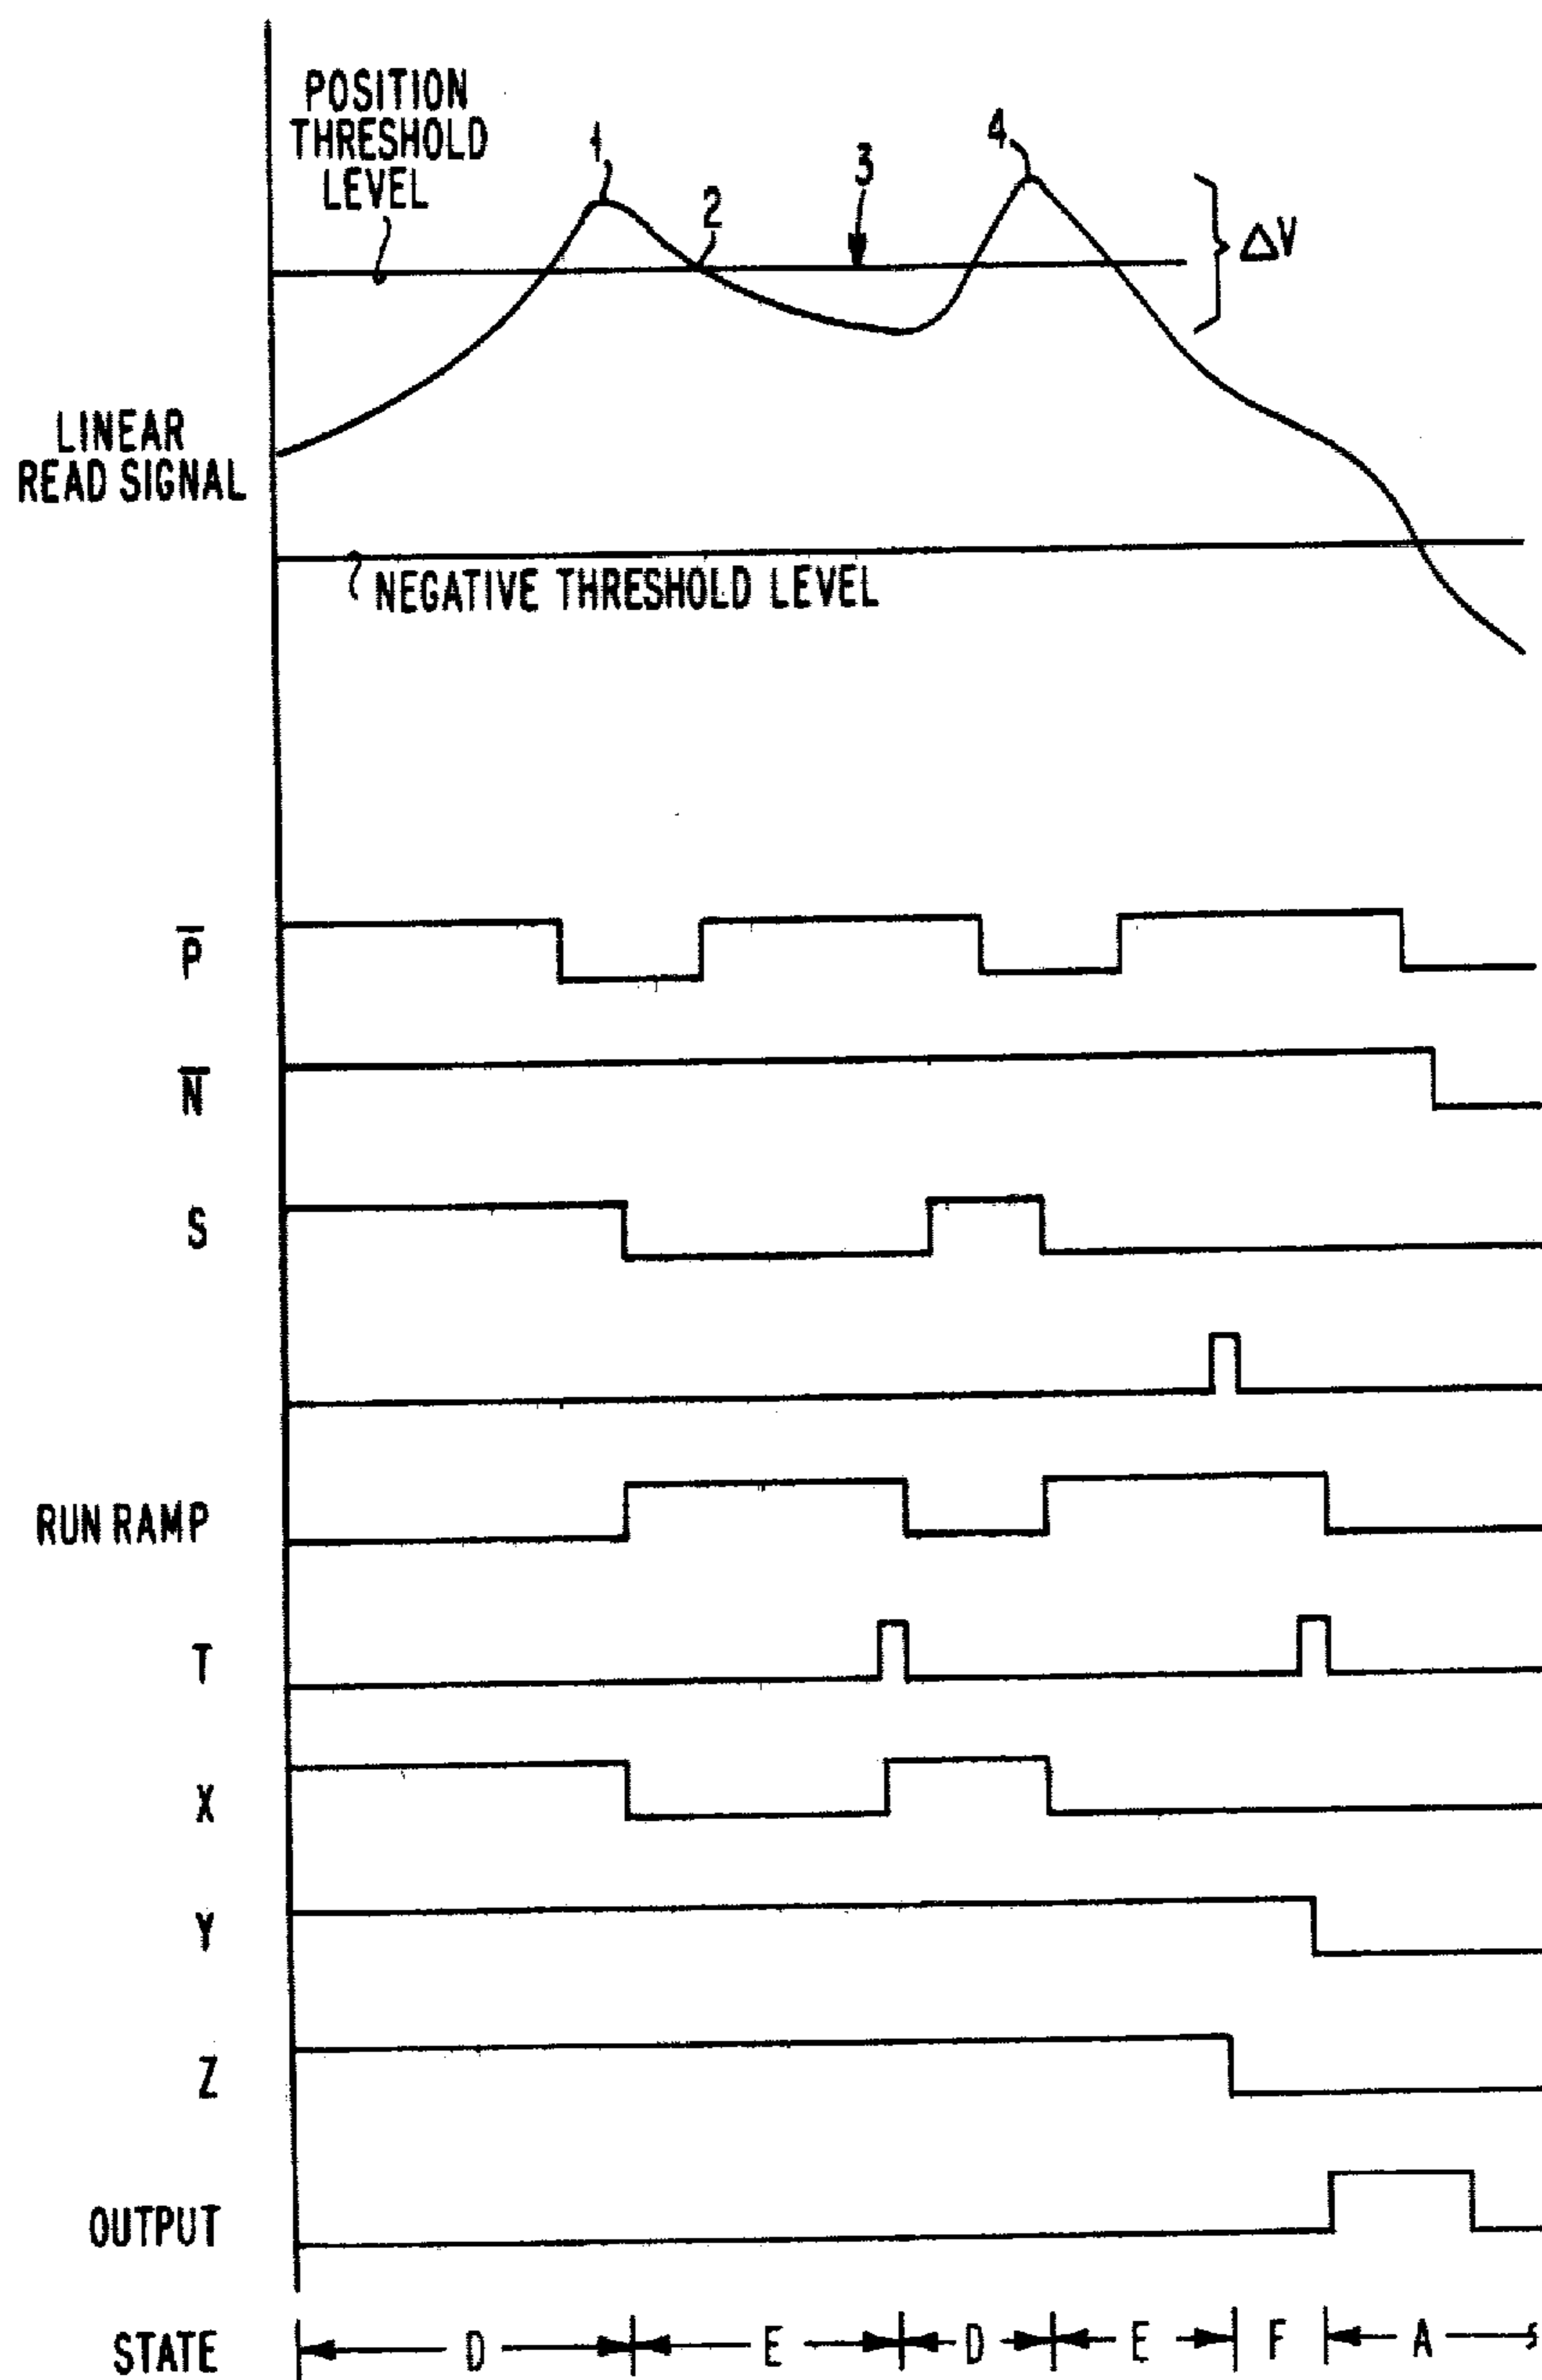 POSITION
THRESHOLD
LEVEL
1
2
3
4
ΔV
LINEAR
READ SIGNAL
NEGATIVE THRESHOLD LEVEL
P̅
N̅
S
RUN RAMP
T
X
Y
Z
OUTPUT
STATE D E D E F A